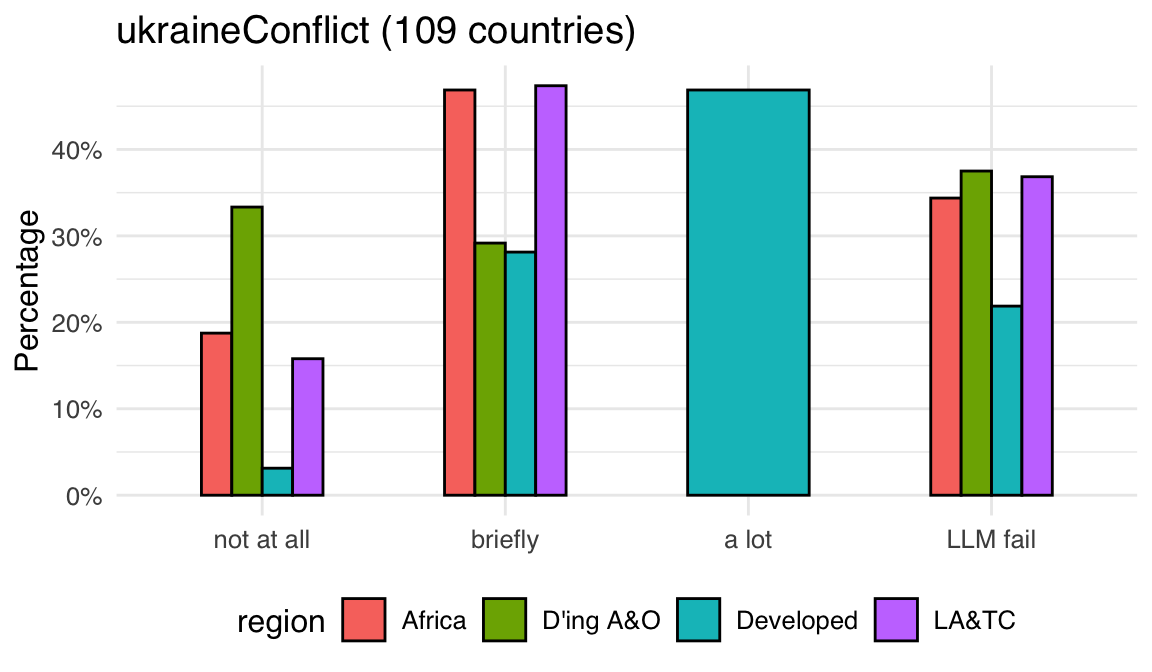 ukraineConflict (109 countries)
Percentage
40%
30%
20%
10%
0%
not at all briefly a lot LLM fail
region Africa D'ing A&O Developed LA&TC